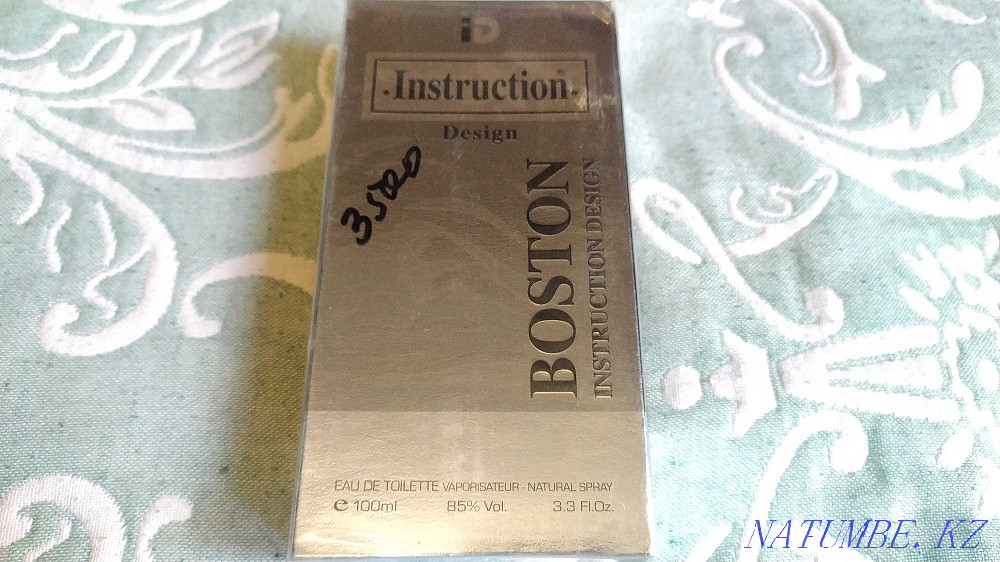 iD
·Instruction®·
Design
3500
BOSTON
INSTRUCTION DESIGN
EAU DE TOILETTE VAPORISATEUR - NATURAL SPRAY
℮ 100ml 85% Vol. 3.3 Fl.Oz.
NATUMBE.KZ